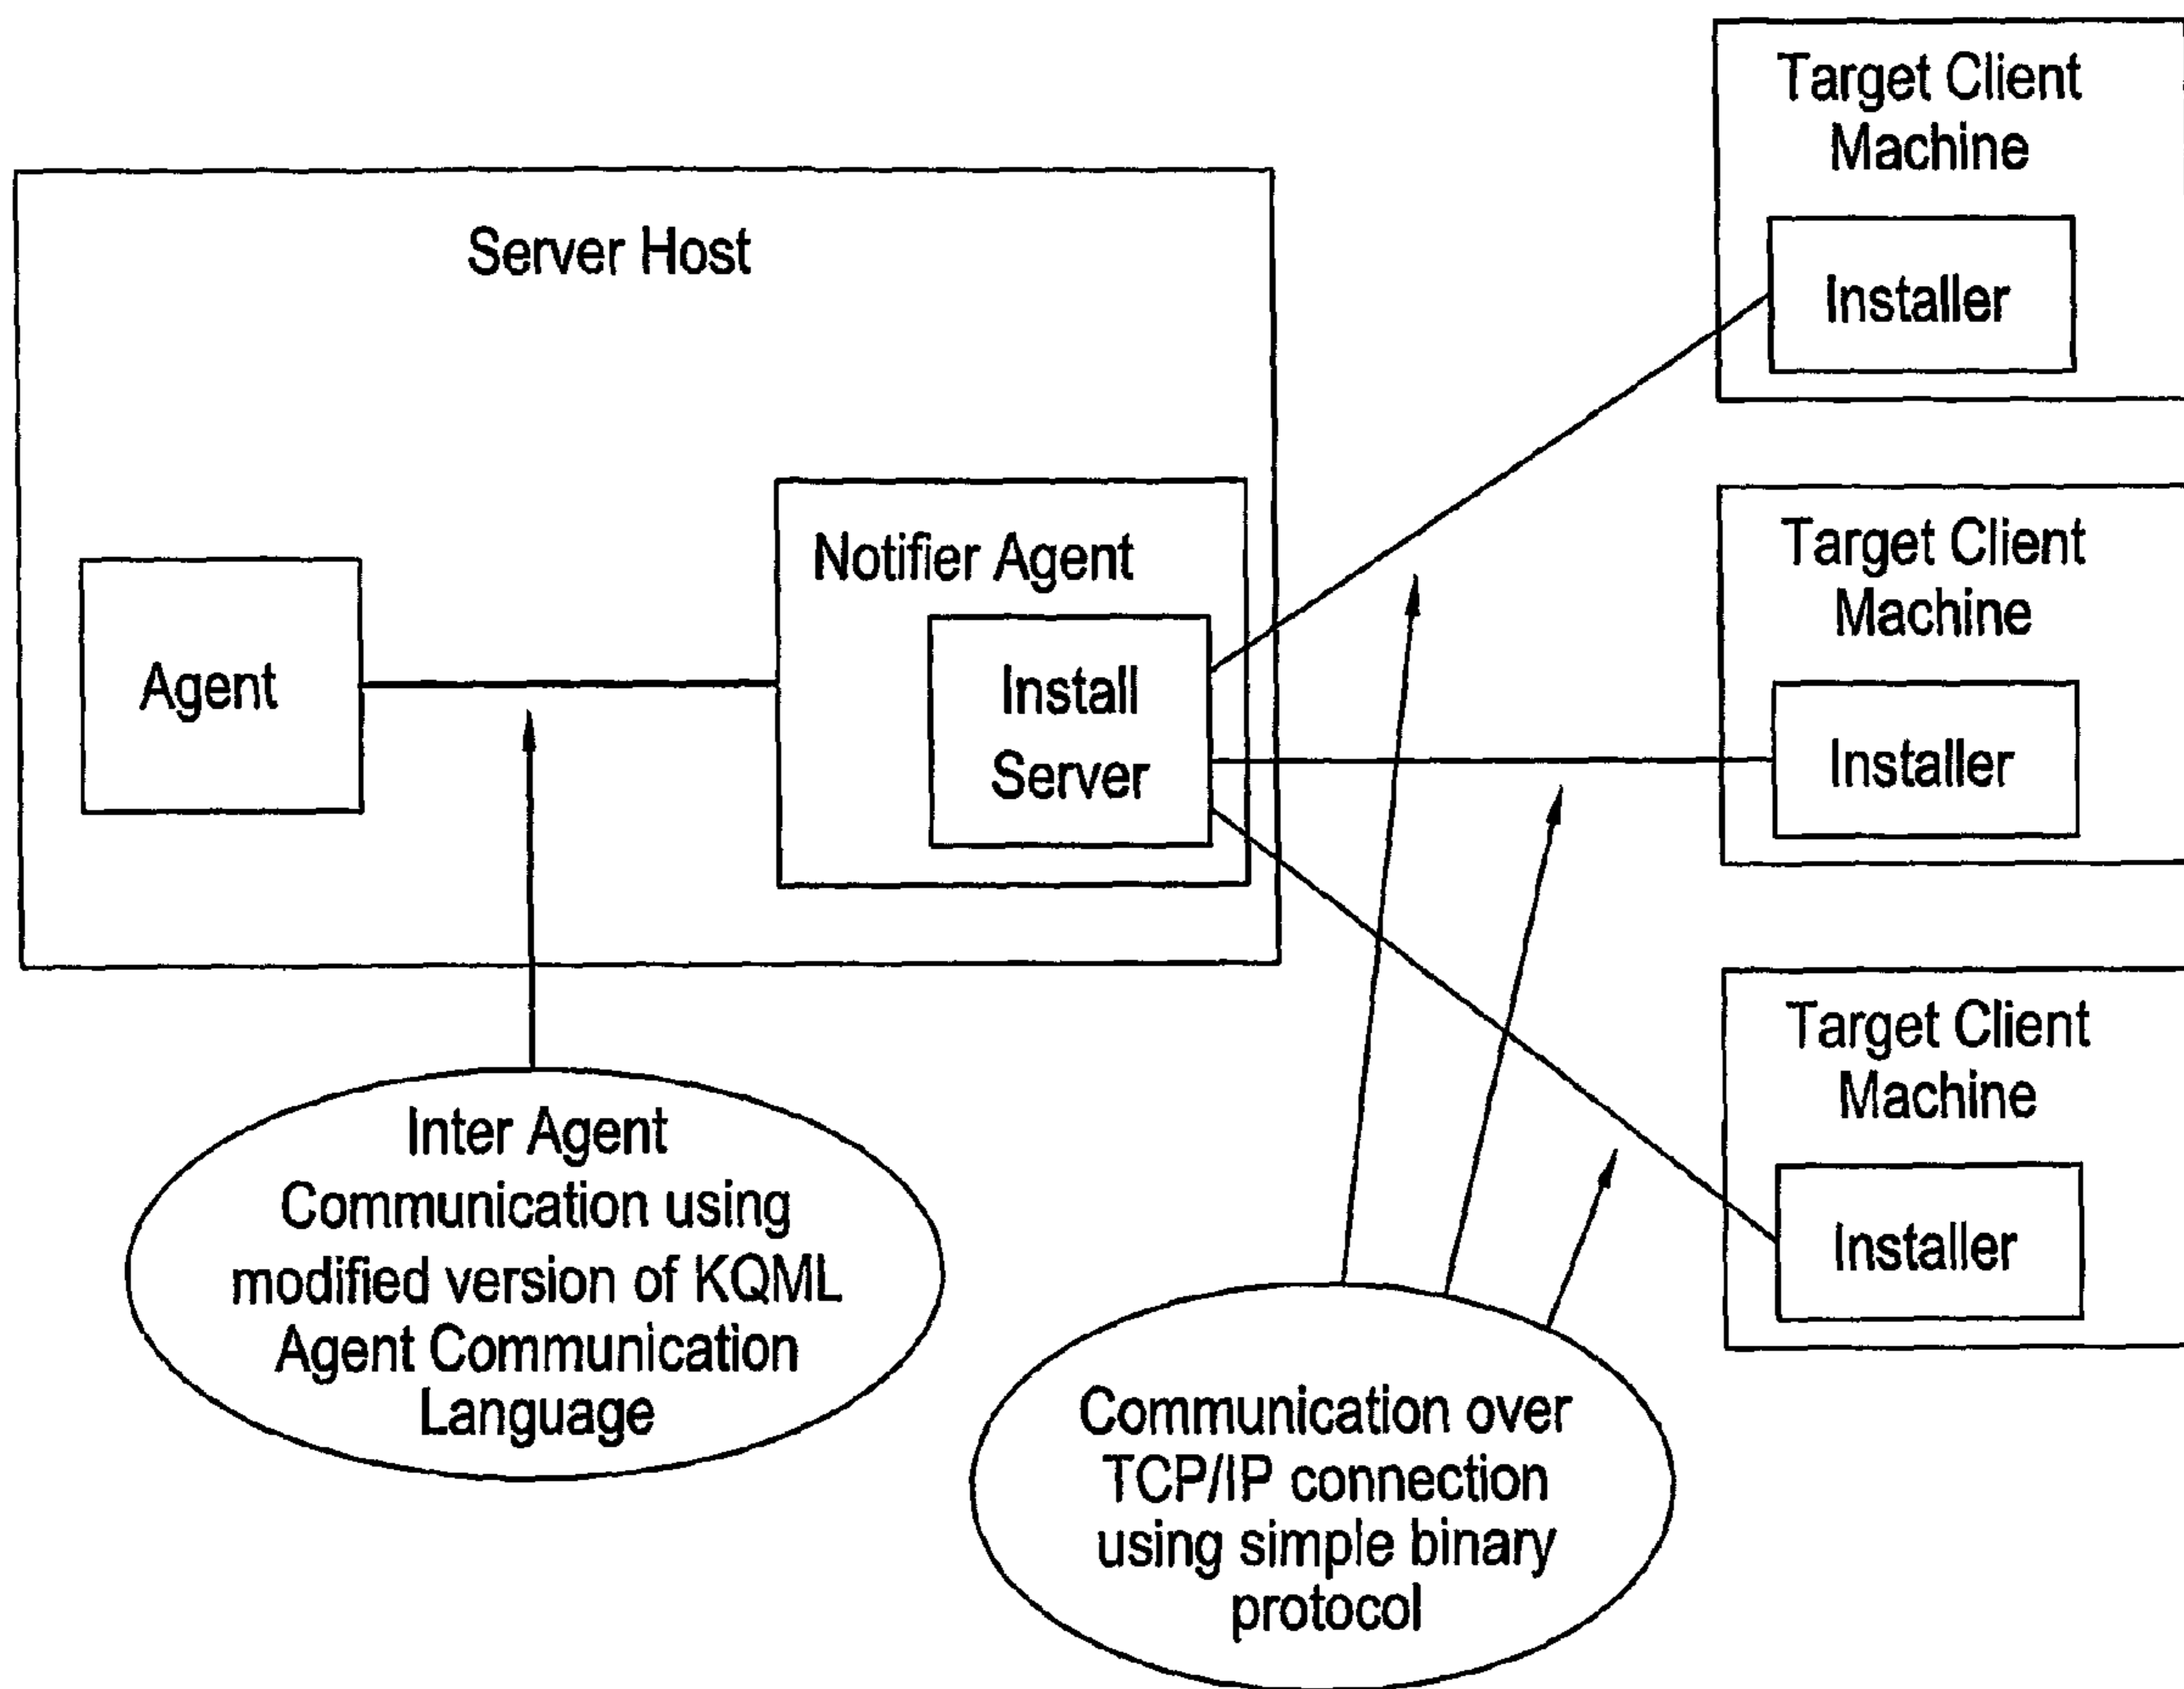 Target Client
Machine
Installer
Server Host
Notifier Agent
Agent
Install
Server
Target Client
Machine
Installer
Target Client
Machine
Installer
Inter Agent
Communication using
modified version of KQML
Agent Communication
Language
Communication over
TCP/IP connection
using simple binary
protocol